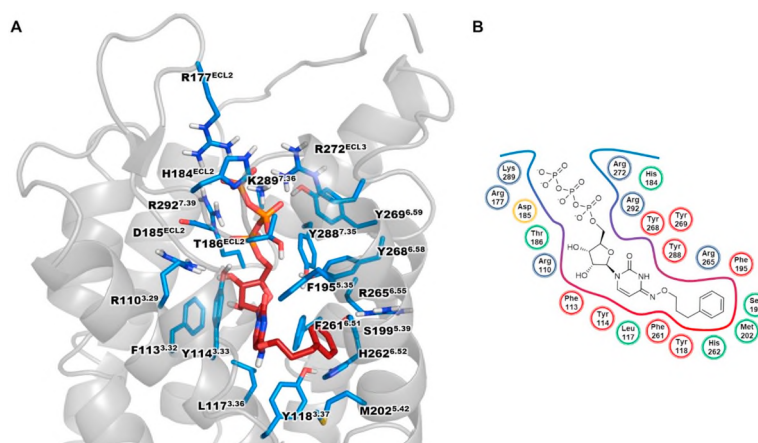 A
R177ECL2
R272ECL3
H184ECL2
K2897.36
R2927.39
Y2696.59
D185ECL2
T186ECL2
Y2887.35
Y2686.58
F1955.35
R1103.29
R2656.55
F2616.51
S1995.39
F1133.32
Y1143.33
H2626.52
L1173.36
Y1183.37
M2025.42
B
Lys
289
Arg
177
Asp
185
Thr
186
Arg
110
Arg
272
His
184
Arg
292
Tyr
268
Tyr
269
Tyr
288
Arg
265
Phe
195
Phe
113
Tyr
114
Leu
117
Phe
261
Tyr
118
His
262
Met
202
Se
19
O O O
-O P O-
O O
-O P O
O O
-O P O
O
O
HO OH
O
N NH
N O